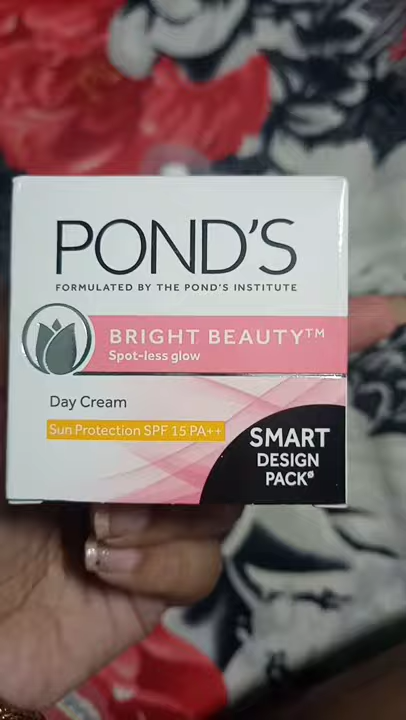 POND'S
FORMULATED BY THE POND'S INSTITUTE
BRIGHT BEAUTY™
Spot-less glow
Day Cream
Sun Protection SPF 15 PA++
SMART
DESIGN
PACKØ